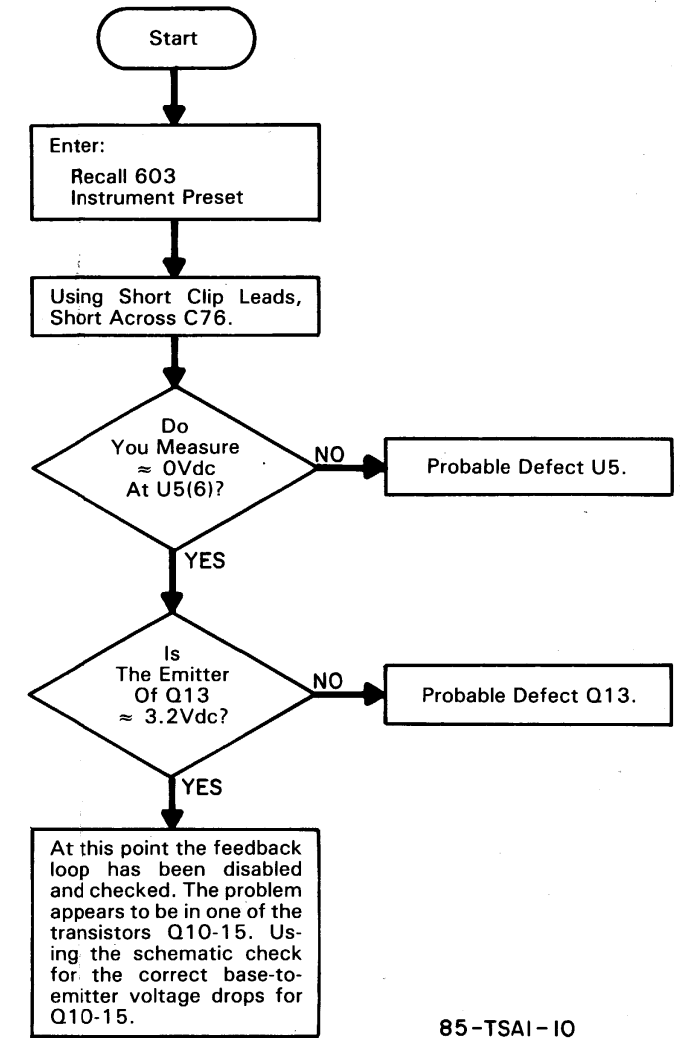 Start
Enter:
Recall 603
Instrument Preset
Using Short Clip Leads,
Short Across C76.
Do
You Measure
≈ 0Vdc
At U5(6)?
NO
Probable Defect U5.
YES
Is
The Emitter
Of Q13
≈ 3.2Vdc?
NO
Probable Defect Q13.
YES
At this point the feedback
loop has been disabled
and checked. The problem
appears to be in one of the
transistors Q10-15. Us-
ing the schematic check
for the correct base-to-
emitter voltage drops for
Q10-15.
85-TSA1-10